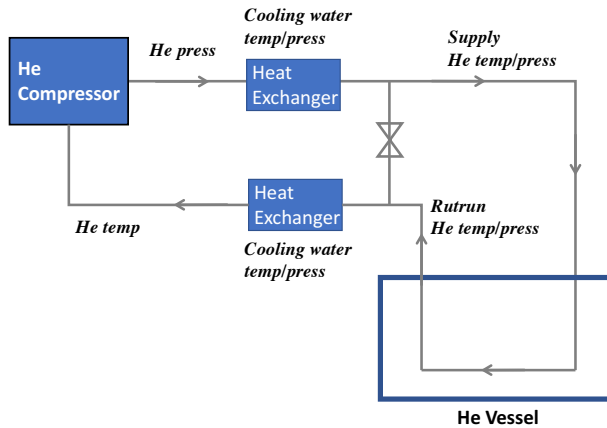 Cooling water
temp/press
He press
He
Compressor
Heat
Exchanger
Supply
He temp/press
Heat
Exchanger
He temp
Cooling water
temp/press
Rutrun
He temp/press
He Vessel